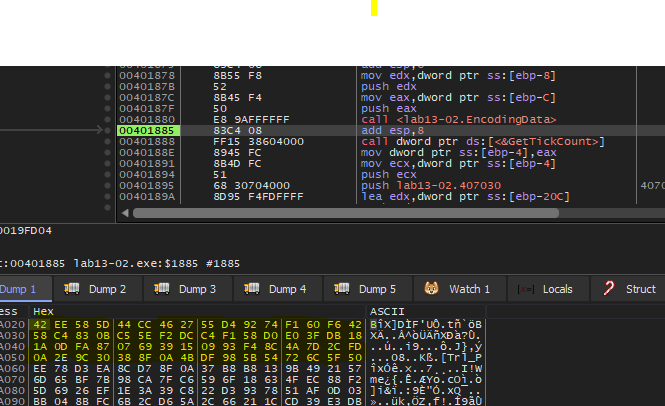 00401878 8B55 F8 mov edx,dword ptr ss:[ebp-8]
0040187B 52 push edx
0040187C 8B45 F4 mov eax,dword ptr ss:[ebp-C]
0040187F 50 push eax
00401880 E8 9AFFFFFF call <lab13-02.EncodingData>
00401885 83C4 08 add esp,8
00401888 FF15 38604000 call dword ptr ds:[<&GetTickCount>]
0040188E 8945 FC mov dword ptr ss:[ebp-4],eax
00401891 8B4D FC mov ecx,dword ptr ss:[ebp-4]
00401894 51 push ecx
00401895 68 30704000 push lab13-02.407030 4070
0040189A 8D95 F4FDFFFF lea edx,dword ptr ss:[ebp-20C]
0019FD04
:00401885 lab13-02.exe:$1885 #1885
Dump 1 Dump 2 Dump 3 Dump 4 Dump 5 Watch 1 Locals Struct
ess Hex ASCII
A020 42 EE 58 5D 44 CC 46 27 55 D4 92 74 F1 60 F6 42
A030 58 C4 83 0B C5 5E F2 DC C4 F1 58 D0 E0 3F DB 18
A040 1A 0D FA 87 07 69 39 15 09 93 F4 8C 4A 7D 2C FD
A050 0A 2E 9C 30 38 8F 0A 4B DF 98 5B 54 72 6C 5F 50
A060 EE 78 D3 EA 8C D7 8F 0A 37 B8 B8 13 9B 49 21 57
A070 6D 65 BF 7B 98 CA 7F C6 59 6F 18 63 4F EC 88 F2
A080 5D 69 26 EF 1E 3A 39 C8 22 D3 93 78 51 AF 0D 03
A090 BB 04 8B FC 6B 2C D6 5A 2C 66 21 1C CD 39 E3 DB